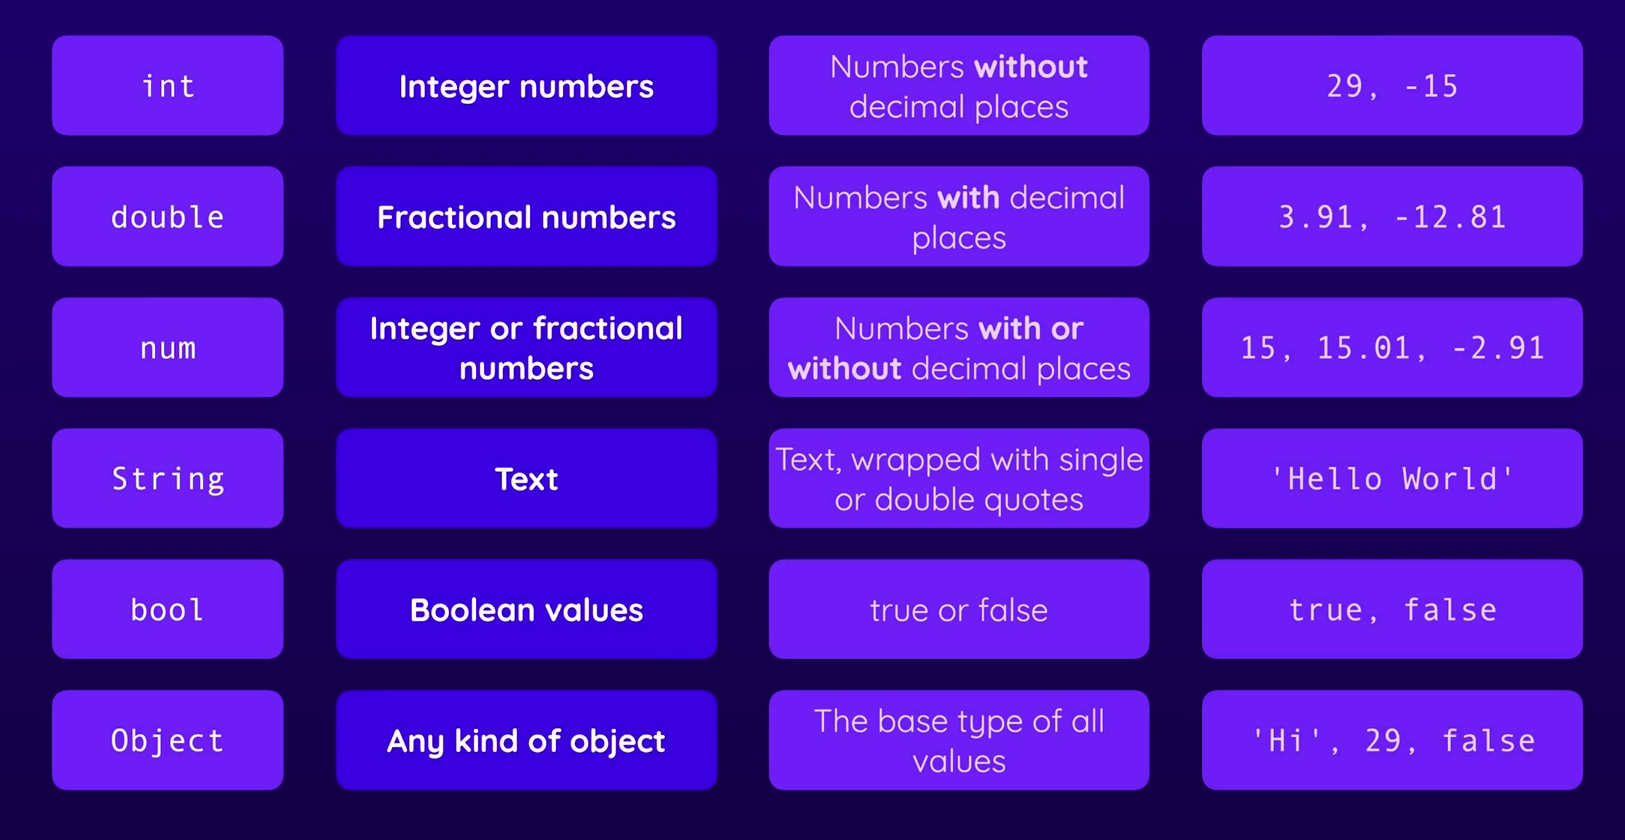 int
Integer numbers
Numbers without
decimal places
29, -15
double
Fractional numbers
Numbers with decimal
places
3.91, -12.81
num
Integer or fractional
numbers
Numbers with or
without decimal places
15, 15.01, -2.91
String
Text
Text, wrapped with single
or double quotes
'Hello World'
bool
Boolean values
true or false
true, false
Object
Any kind of object
The base type of all
values
'Hi', 29, false